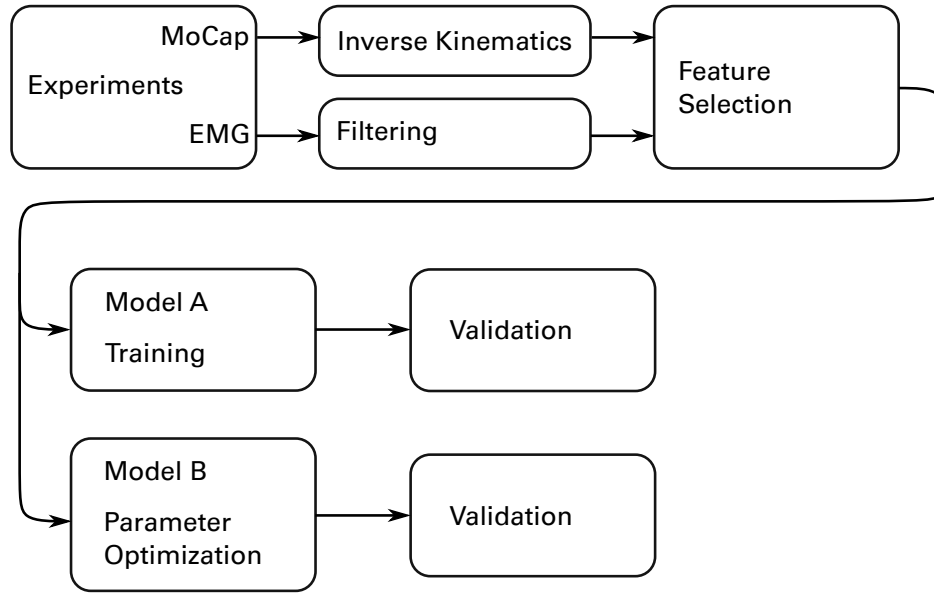 MoCap
Experiments
EMG
Inverse Kinematics
Filtering
Feature
Selection
Model A
Training
Validation
Model B
Parameter
Optimization
Validation